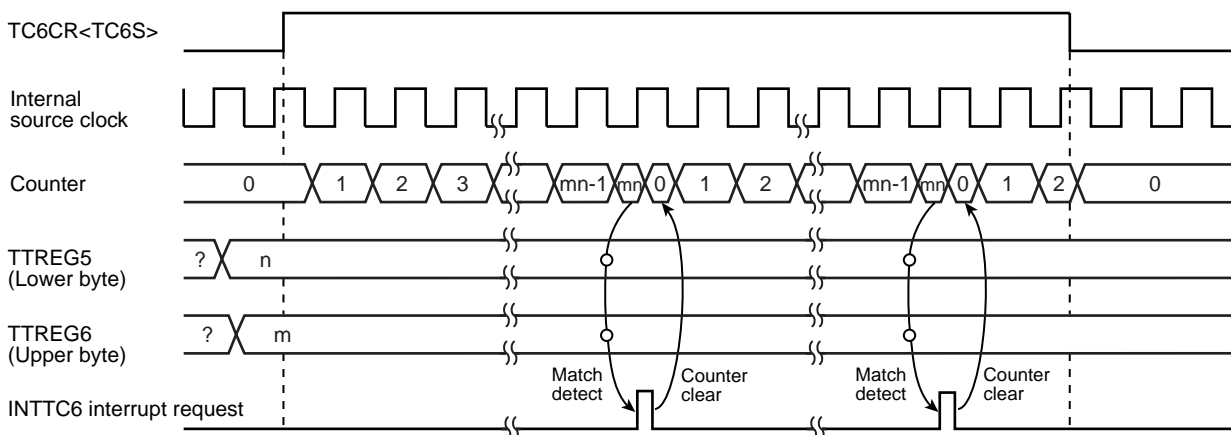 TC6CR<TC6S>
Internal
source clock
Counter
0 1 2 3 mn-1 mn 0 1 2 mn-1 mn 0 1 2 0
TTREG5
(Lower byte)
? n
TTREG6
(Upper byte)
? m
Match
detect
Counter
clear
Match
detect
Counter
clear
INTTC6 interrupt request